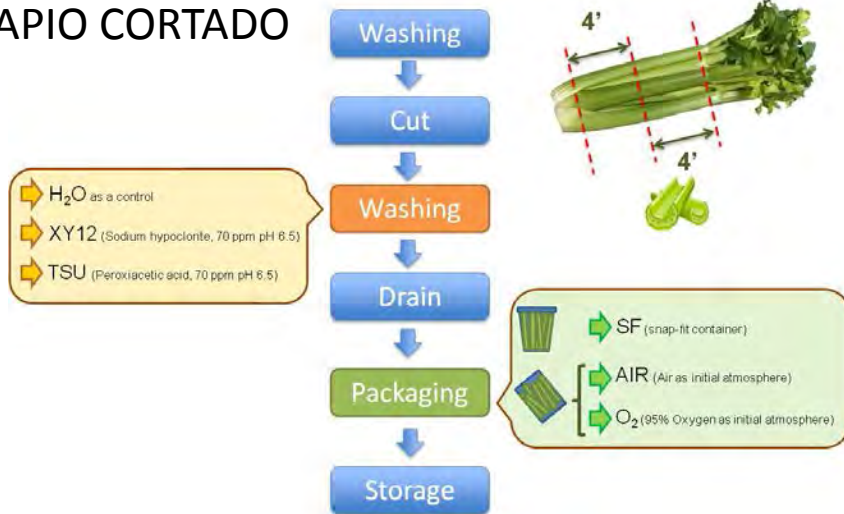 APIO CORTADO
Washing
Cut
Washing
Drain
Packaging
Storage
4’
4’
H₂O as a control
XY12 (Sodium hypoclorite, 70 ppm pH 6.5)
TSU (Peroxiacetic acid, 70 ppm pH 6.5)
SF (snap-fit container)
AIR (Air as initial atmosphere)
O₂ (95% Oxygen as initial atmosphere)